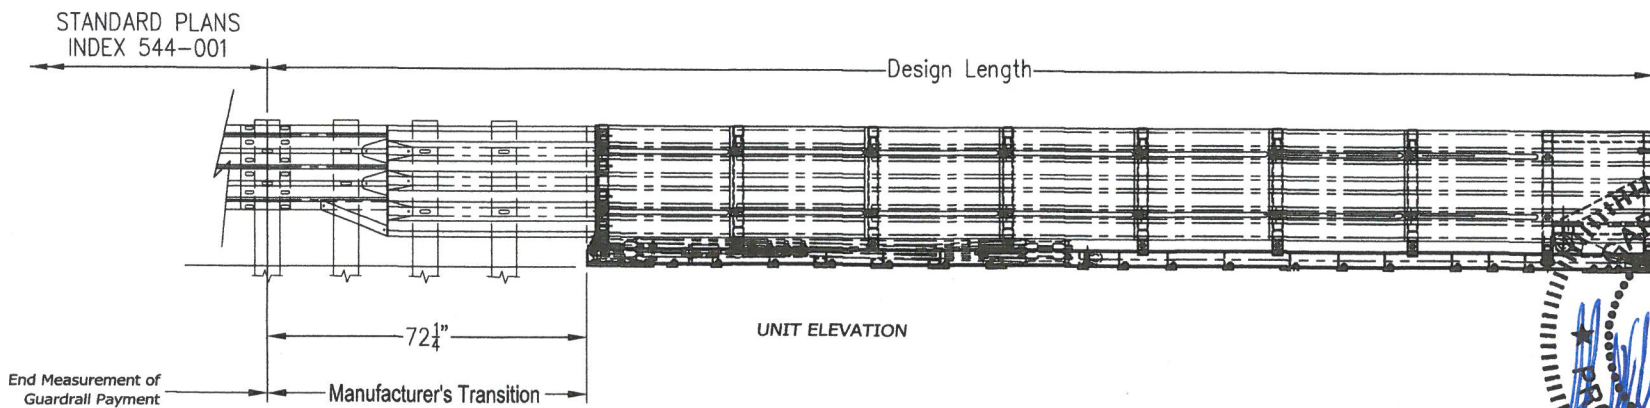 STANDARD PLANS
INDEX 544-001
Design Length
72¼"
UNIT ELEVATION
End Measurement of
Guardrail Payment
Manufacturer's Transition